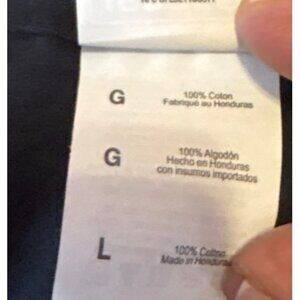 G
100% Coton
Fabriqué au Honduras
G
100% Algodón
Hecho en Honduras
con insumos importados
L
100% Cotton
Made in Honduras